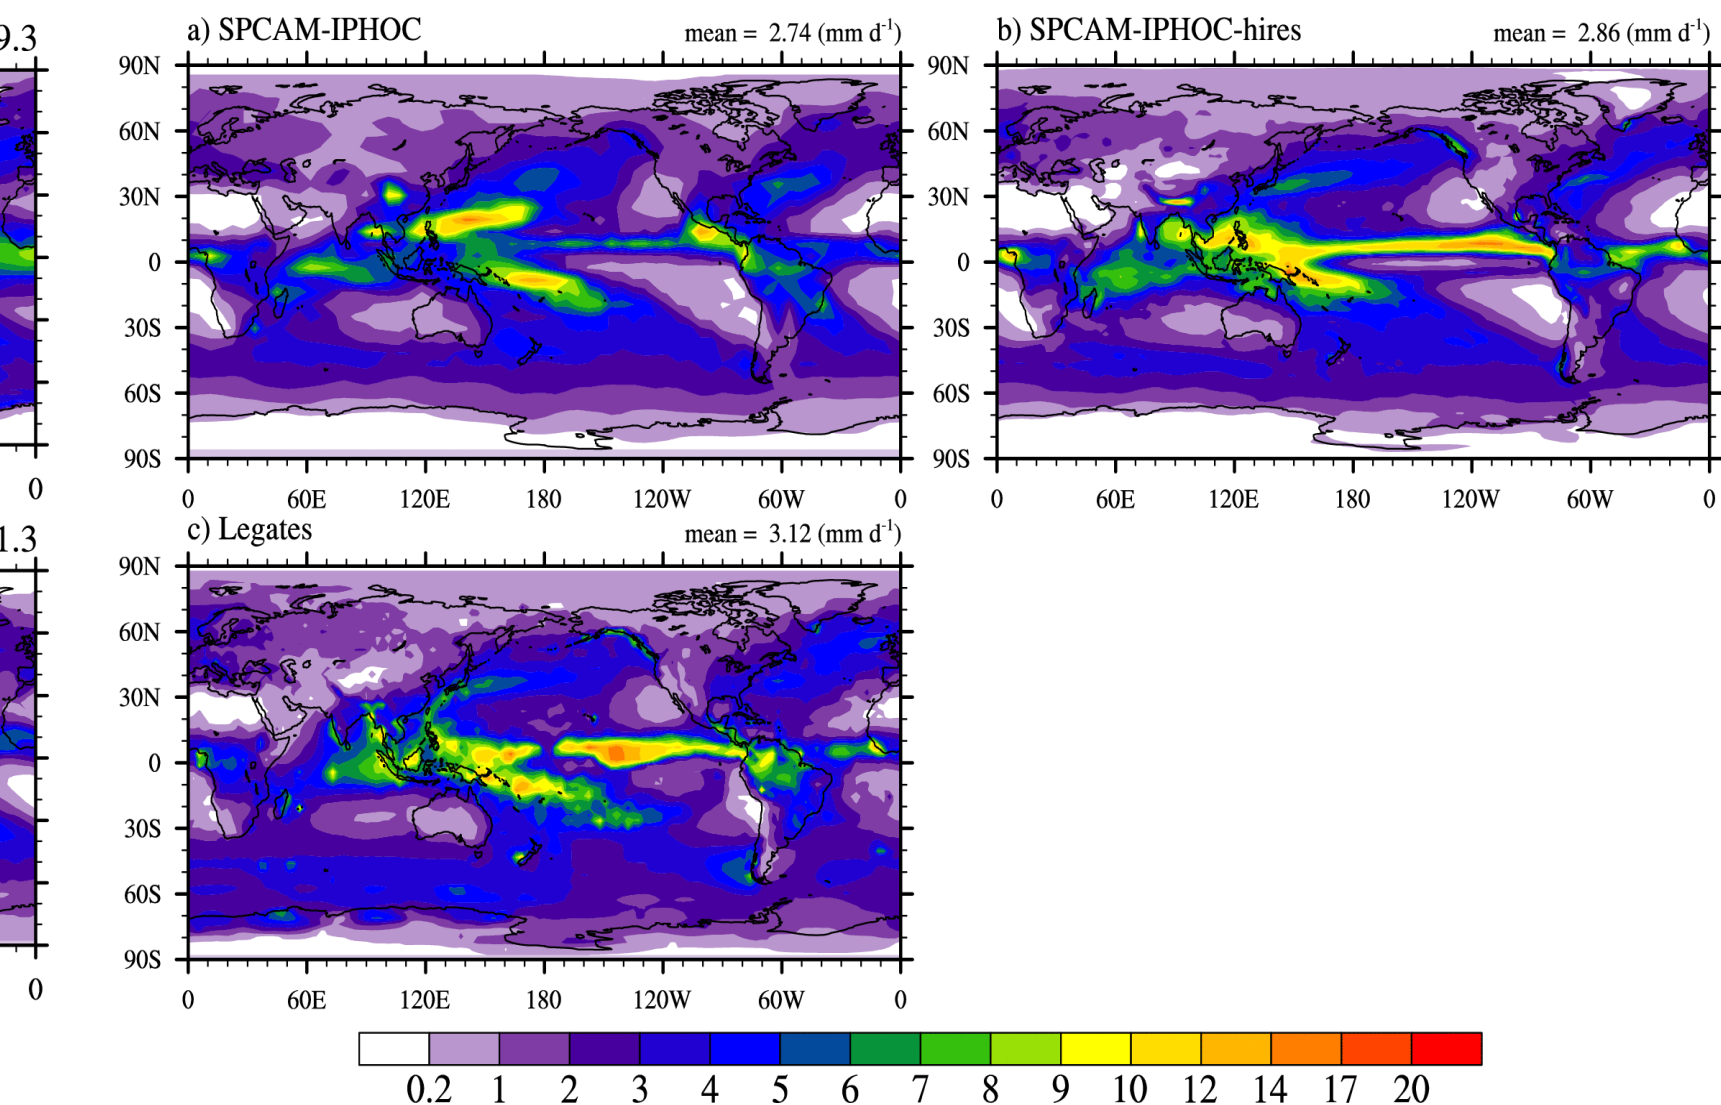 9.3
a) SPCAM-IPHOC
mean = 2.74 (mm d-1)
b) SPCAM-IPHOC-hires
mean = 2.86 (mm d-1)
90N
60N
30N
0
30S
60S
90S
90N
60N
30N
0
30S
60S
90S
0
0 60E 120E 180 120W 60W 0
0 60E 120E 180 120W 60W 0
1.3
c) Legates
mean = 3.12 (mm d-1)
90N
60N
30N
0
30S
60S
90S
0
0 60E 120E 180 120W 60W 0
0.2 1 2 3 4 5 6 7 8 9 10 12 14 17 20